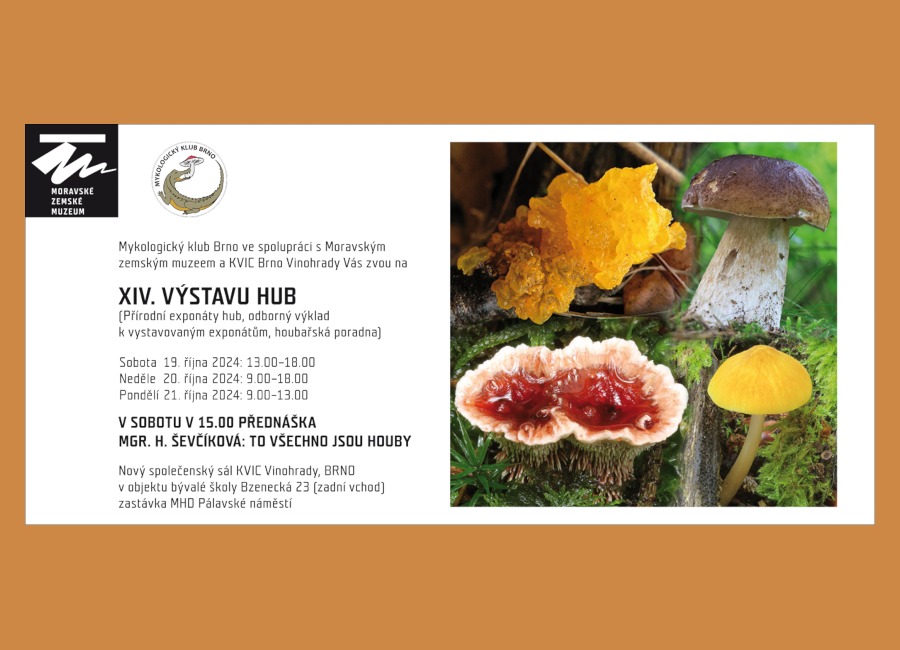 MORAVSKÉ
ZEMSKÉ
MUZEUM
MYKOLOGICKÝ KLUB BRNO
Mykologický klub Brno ve spolupráci s Moravským
zemským muzeem a KVIC Brno Vinohrady Vás zvou na
XIV. VÝSTAVU HUB
(Přírodní exponáty hub, odborný výklad
k vystavovaným exponátům, houbařská poradna)
Sobota 19. října 2024: 13.00–18.00
Neděle 20. října 2024: 9.00–18.00
Pondělí 21. října 2024: 9.00–13.00
V SOBOTU V 15.00 PŘEDNÁŠKA
MGR. H. ŠEVČÍKOVÁ: TO VŠECHNO JSOU HOUBY
Nový společenský sál KVIC Vinohrady, BRNO
v objektu bývalé školy Bzenecká 23 (zadní vchod)
zastávka MHD Pálavské náměstí